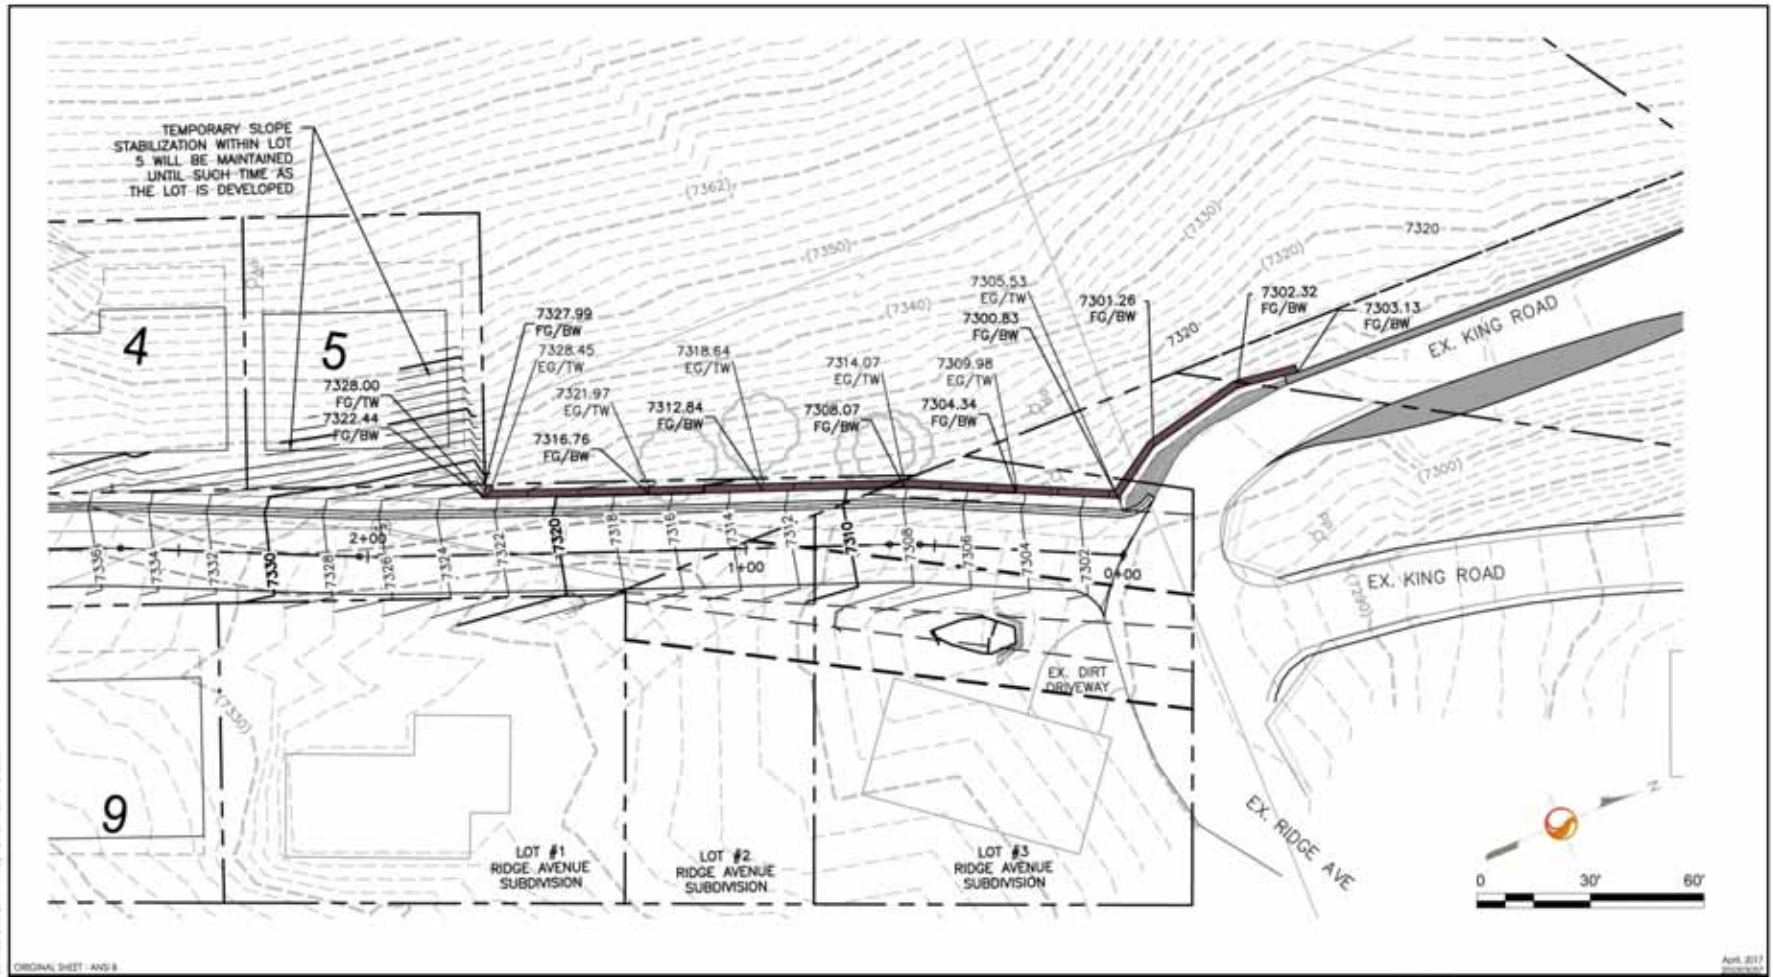 TEMPORARY SLOPE
STABILIZATION WITHIN LOT
5 WILL BE MAINTAINED
UNTIL SUCH TIME AS
THE LOT IS DEVELOPED
(7362)
(7350)
(7340)
(7330)
(7320)
7320
7320
4
5
7328.00
FG/TW
7322.44
FG/BW
7327.99
FG/BW
7328.45
EG/TW
7321.97
EG/TW
7316.76
FG/BW
7318.64
EG/TW
7312.84
FG/BW
7314.07
EG/TW
7308.07
FG/BW
7309.98
EG/TW
7304.34
FG/BW
7305.53
EG/TW
7300.83
FG/BW
7301.26
FG/BW
7302.32
FG/BW
7303.13
FG/BW
EX. KING ROAD
(7300)
7336
7334
7332
7330
7328
7326
7324
7322
7320
7318
7316
7314
7312
7310
7308
7306
7304
7302
2+00
1+00
0+00
EX. KING ROAD
(7290)
(7330)
EX. DIRT
DRIVEWAY
9
EX. RIDGE AVE
LOT #1
RIDGE AVENUE
SUBDIVISION
LOT #2
RIDGE AVENUE
SUBDIVISION
LOT #3
RIDGE AVENUE
SUBDIVISION
N
0 30' 60'
ORIGINAL SHEET - ANSI B
April, 2017